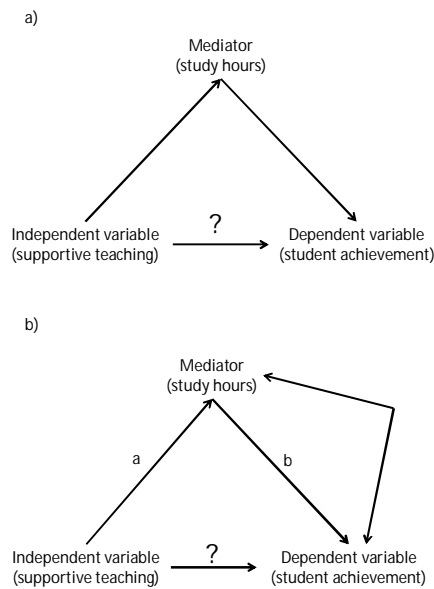 a)
Mediator
(study hours)
?
Independent variable
(supportive teaching)
Dependent variable
(student achievement)
b)
Mediator
(study hours)
a
b
?
Independent variable
(supportive teaching)
Dependent variable
(student achievement)